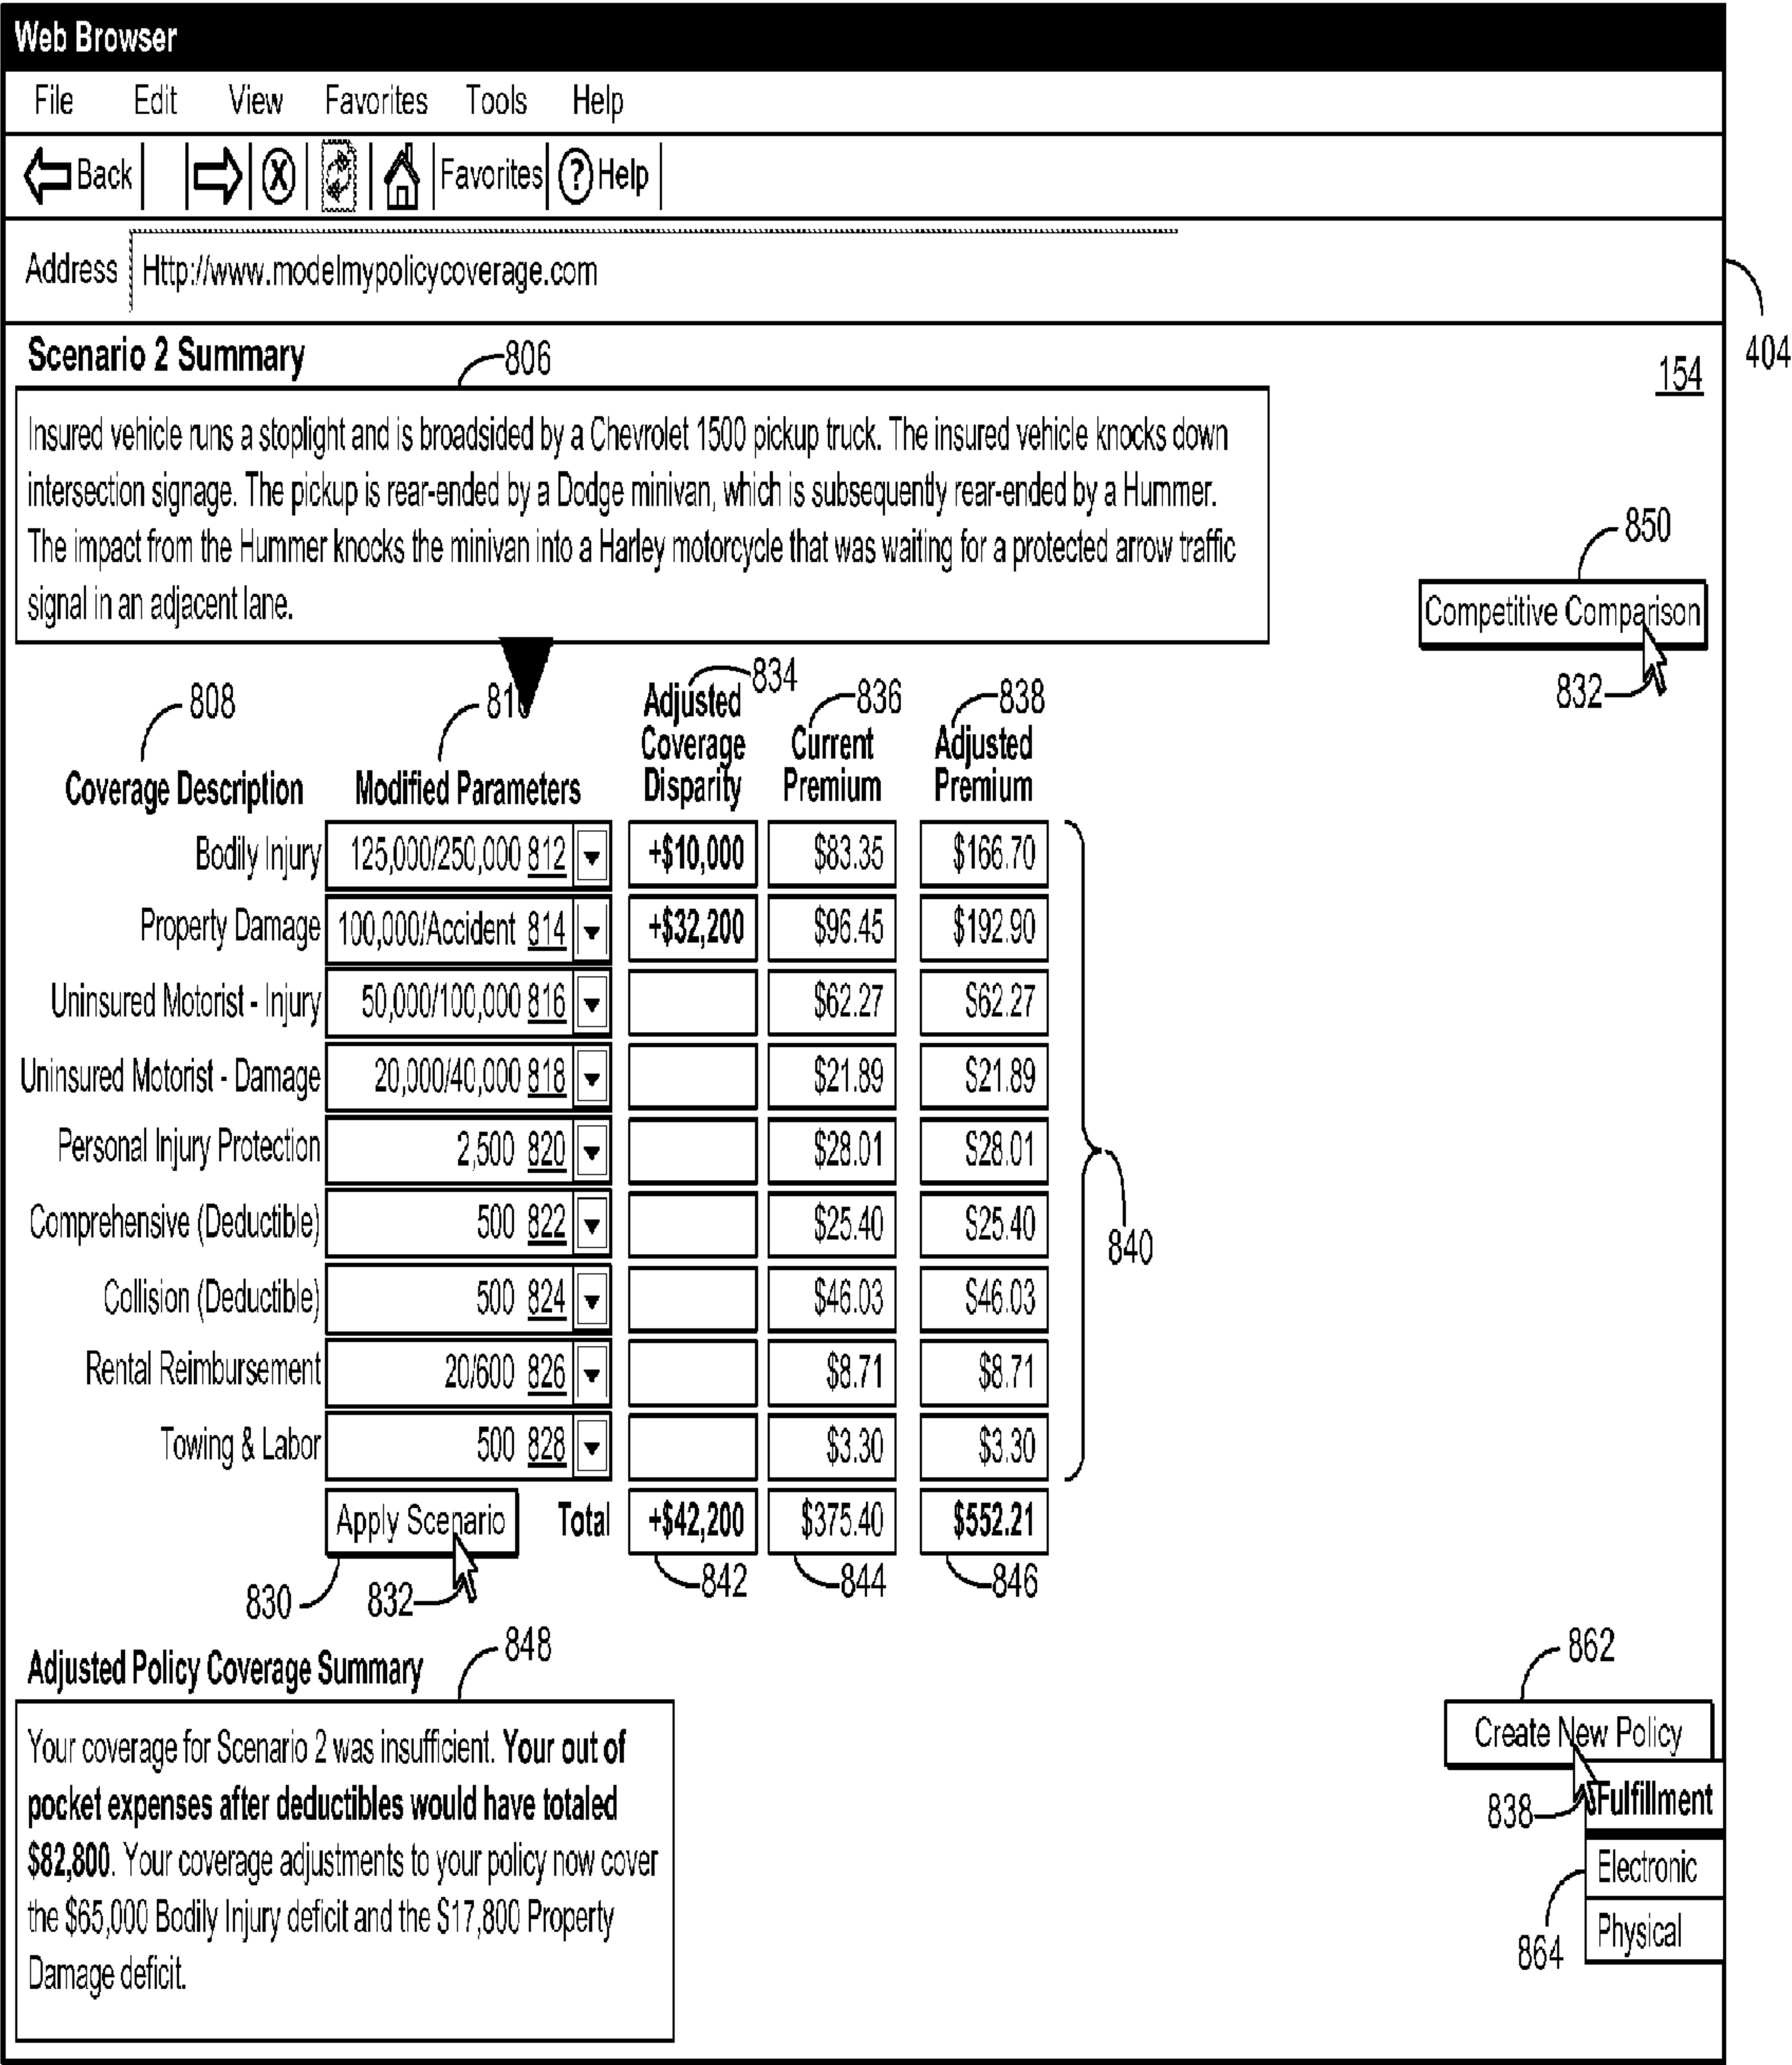 Web Browser
File Edit View Favorites Tools Help
Back Favorites ? Help
Address Http://www.modelmypolicycoverage.com
404
Scenario 2 Summary 806
154
Insured vehicle runs a stoplight and is broadsided by a Chevrolet 1500 pickup truck. The insured vehicle knocks down
intersection signage. The pickup is rear-ended by a Dodge minivan, which is subsequently rear-ended by a Hummer.
The impact from the Hummer knocks the minivan into a Harley motorcycle that was waiting for a protected arrow traffic
signal in an adjacent lane.
850
Competitive Comparison
832
808 810 834 836 838
Adjusted
Coverage Current Adjusted
Coverage Description Modified Parameters Disparity Premium Premium
Bodily Injury 125,000/250,000 812 +$10,000 $83.35 $166.70
Property Damage 100,000/Accident 814 +$32,200 $96.45 $192.90
Uninsured Motorist - Injury 50,000/100,000 816 $62.27 $62.27
Uninsured Motorist - Damage 20,000/40,000 818 $21.89 $21.89
Personal Injury Protection 2,500 820 $28.01 $28.01
Comprehensive (Deductible) 500 822 $25.40 $25.40
840
Collision (Deductible) 500 824 $46.03 $46.03
Rental Reimbursement 20/600 826 $8.71 $8.71
Towing & Labor 500 828 $3.30 $3.30
Apply Scenario Total +$42,200 $375.40 $552.21
830 832 842 844 846
Adjusted Policy Coverage Summary 848
Your coverage for Scenario 2 was insufficient. Your out of
pocket expenses after deductibles would have totaled
$82,800. Your coverage adjustments to your policy now cover
the $65,000 Bodily Injury deficit and the $17,800 Property
Damage deficit.
862
Create New Policy
838 Fulfillment
Electronic
Physical
864